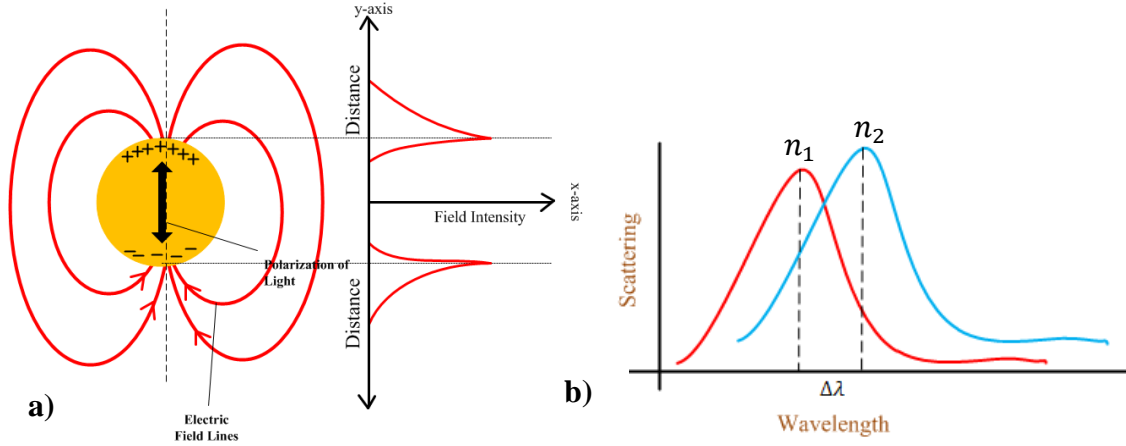 y-axis
Distance
x-axis
Field Intensity
Polarization of
Light
Distance
Electric
Field Lines
a)
n₁
n₂
Scattering
Δλ
Wavelength
b)
+ + + + + + +
− − − − −